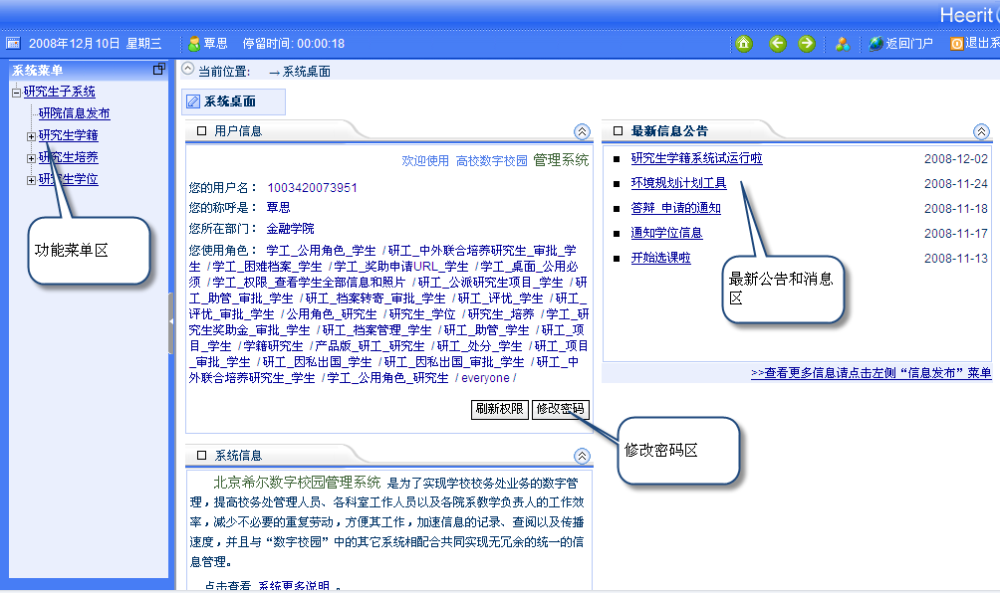 Heerit
2008年12月10日 星期三 覃思 停留时间: 00:00:18 返回门户 退出系
系统菜单
研究生子系统
研院信息发布
研究生学籍
研究生培养
研究生学位
功能菜单区
当前位置: →系统桌面
系统桌面
用户信息
欢迎使用 高校数字校园 管理系统
您的用户名: 1003420073951
您的称呼是: 覃思
您所在部门: 金融学院
您使用角色: 学工_公用角色_学生 /研工_中外联合培养研究生_审批_学
生 /学工_困难档案_学生 /学工_奖助申请URL_学生 /学工_桌面_公用必
须 /学工_权限_查看学生全部信息和照片 /研工_公派研究生项目_学生 /研
工_助管_审批_学生 /研工_档案转寄_审批_学生 /研工_评优_学生 /研工_
评优_审批_学生 /公用角色_研究生 /研究生_学位 /研究生_培养 /学工_研
究生奖助金_审批_学生 /研工_档案管理_学生 /研工_助管_学生 /研工_项
目_学生 /学籍研究生 /产品版_研工_研究生 /研工_处分_学生 /研工_项目
_审批_学生 /研工_因私出国_学生 /研工_因私出国_审批_学生 /研工_中
外联合培养研究生_学生 /学工_公用角色_研究生 / everyone /
刷新权限 修改密码
修改密码区
系统信息
北京希尔数字校园管理系统 是为了实现学校校务处业务的数字管
理，提高校务处管理人员、各科室工作人员以及各院系教学负责人的工作效
率，减少不必要的重复劳动，方便其工作，加速信息的记录、查阅以及传播
速度，并且与“数字校园”中的其它系统相配合共同实现无冗余的统一的信
息管理。
点击查看 系统更多说明 。
最新信息公告
研究生学籍系统试运行啦 2008-12-02
环境规划计划工具 2008-11-24
答辩 申请的通知 2008-11-18
通知学位信息 2008-11-17
开始选课啦 2008-11-13
最新公告和消息
区
>>查看更多信息请点击左侧“信息发布”菜单